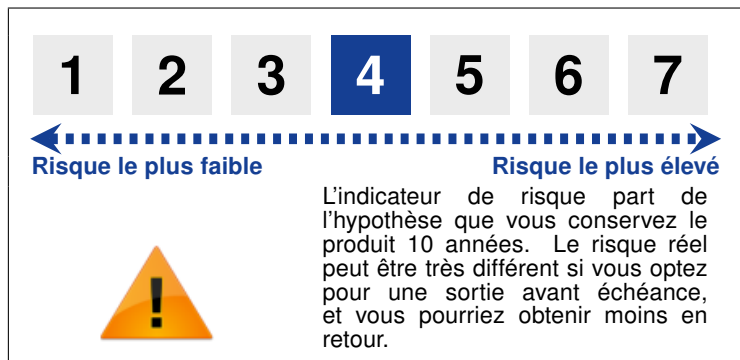 1 2 3 4 5 6 7
Risque le plus faible Risque le plus élevé
L'indicateur de risque part de
l'hypothèse que vous conservez le
produit 10 années. Le risque réel
peut être très différent si vous optez
pour une sortie avant échéance,
et vous pourriez obtenir moins en
retour.